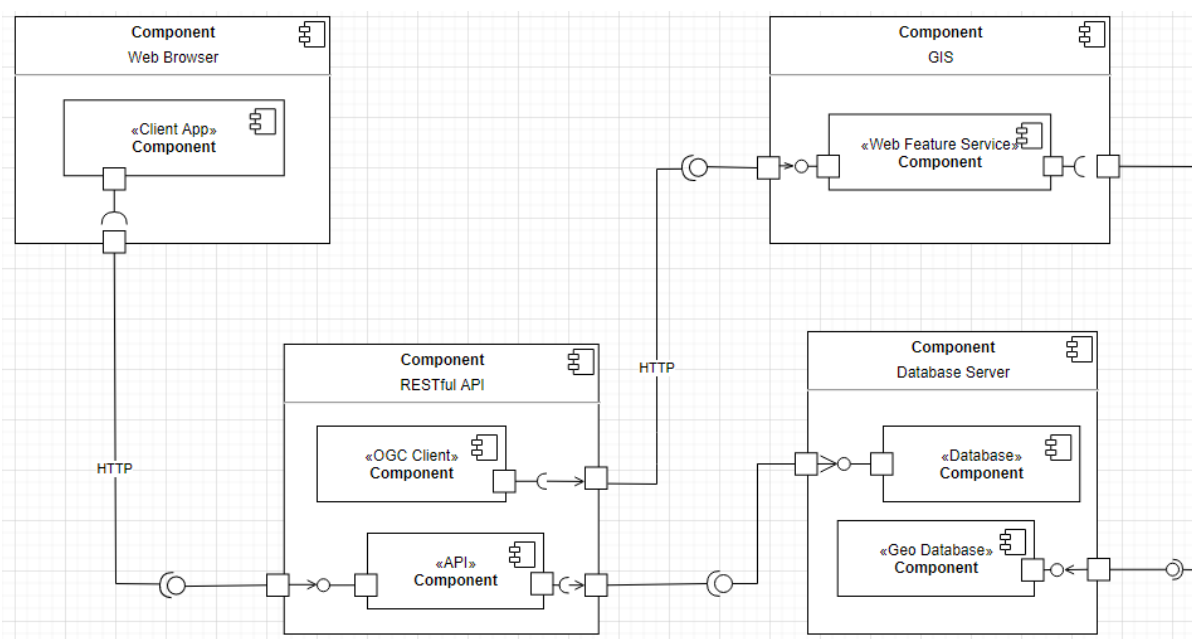 Component
Web Browser
«Client App»
Component
Component
GIS
«Web Feature Service»
Component
HTTP
Component
RESTful API
«OGC Client»
Component
«API»
Component
HTTP
Component
Database Server
«Database»
Component
«Geo Database»
Component